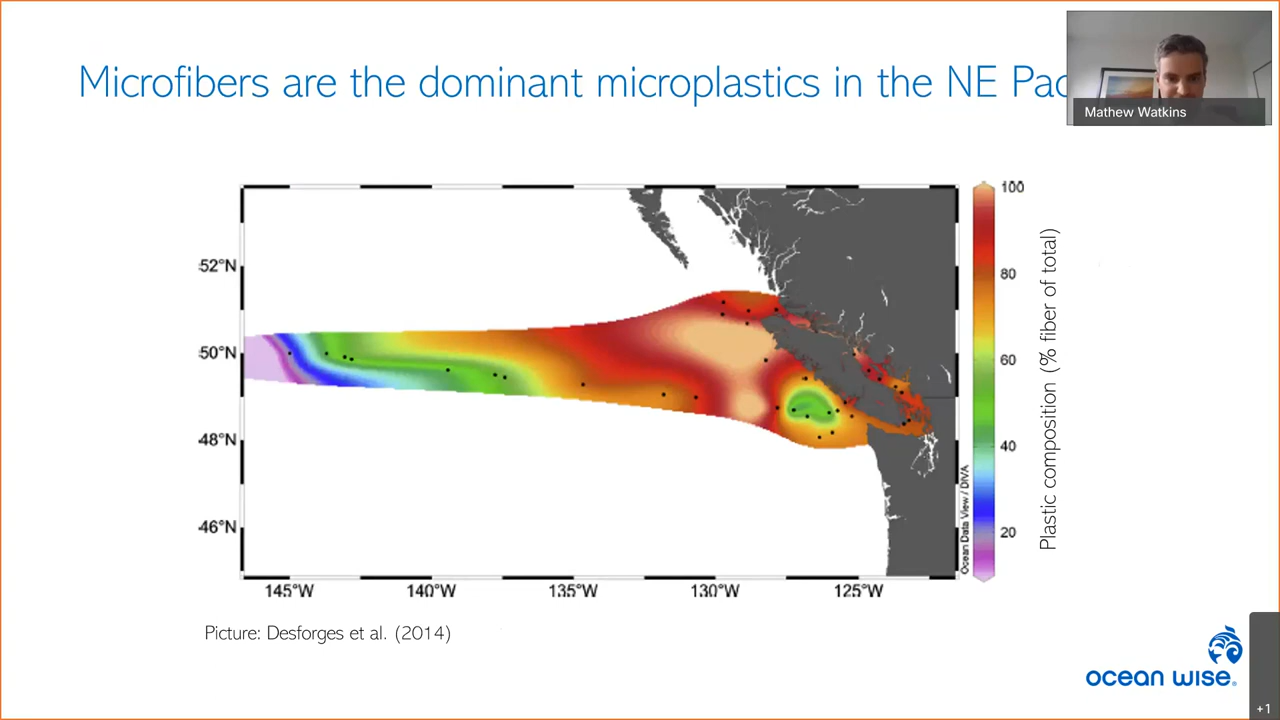 Microfibers are the dominant microplastics in the NE Pac
Mathew Watkins
52°N
50°N
48°N
46°N
145°W 140°W 135°W 130°W 125°W
100
80
60
40
20
Ocean Data View / DIVA
Plastic composition (% fiber of total)
Picture: Desforges et al. (2014)
ocean wise.
+1